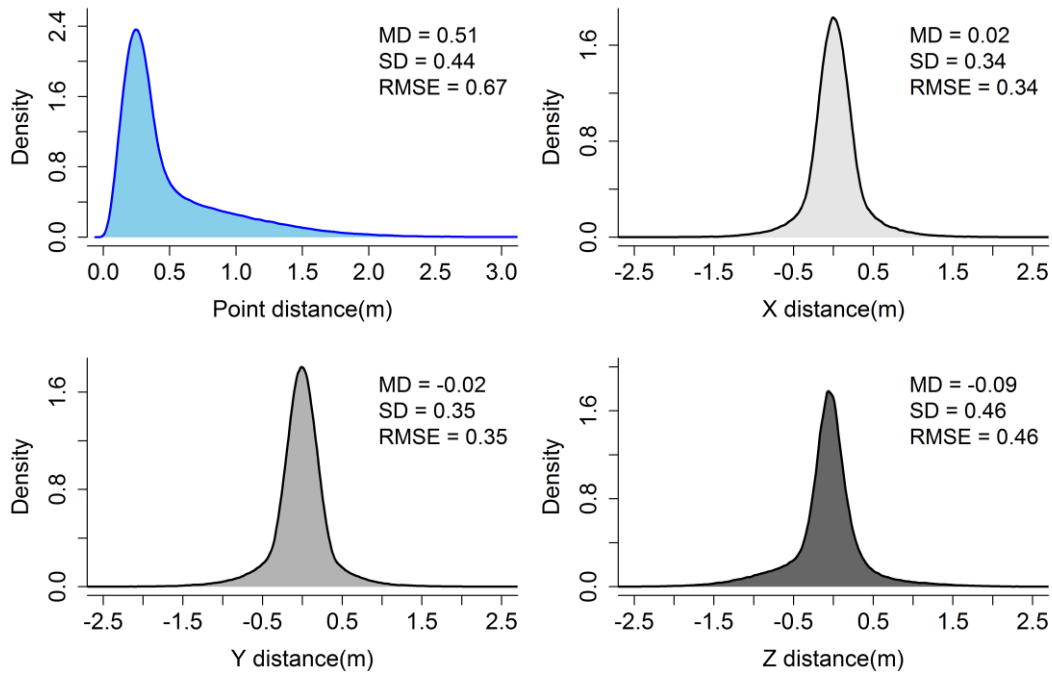 MD = 0.51
SD = 0.44
RMSE = 0.67
Density
0.0 0.8 1.6 2.4
0.0 0.5 1.0 1.5 2.0 2.5 3.0
Point distance(m)
MD = 0.02
SD = 0.34
RMSE = 0.34
Density
0.0 0.8 1.6
-2.5 -1.5 -0.5 0.5 1.5 2.5
X distance(m)
MD = -0.02
SD = 0.35
RMSE = 0.35
Density
0.0 0.8 1.6
-2.5 -1.5 -0.5 0.5 1.5 2.5
Y distance(m)
MD = -0.09
SD = 0.46
RMSE = 0.46
Density
0.0 0.8 1.6
-2.5 -1.5 -0.5 0.5 1.5 2.5
Z distance(m)